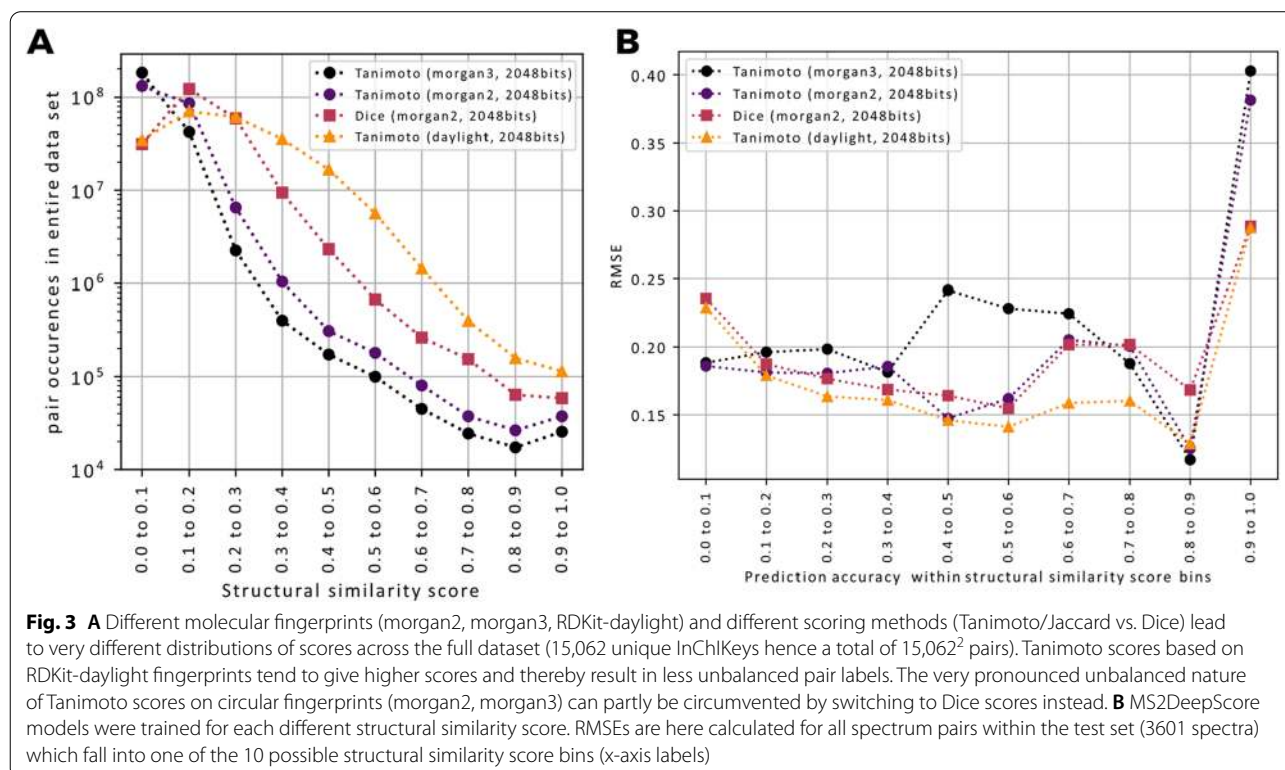 A
pair occurences in entire data set
10⁸
10⁷
10⁶
10⁵
10⁴
Tanimoto (morgan3, 2048bits)
Tanimoto (morgan2, 2048bits)
Dice (morgan2, 2048bits)
Tanimoto (daylight, 2048bits)
0.0 to 0.1
0.1 to 0.2
0.2 to 0.3
0.3 to 0.4
0.4 to 0.5
0.5 to 0.6
0.6 to 0.7
0.7 to 0.8
0.8 to 0.9
0.9 to 1.0
Structural similarity score
B
RMSE
0.40
0.35
0.30
0.25
0.20
0.15
Tanimoto (morgan3, 2048bits)
Tanimoto (morgan2, 2048bits)
Dice (morgan2, 2048bits)
Tanimoto (daylight, 2048bits)
0.0 to 0.1
0.1 to 0.2
0.2 to 0.3
0.3 to 0.4
0.4 to 0.5
0.5 to 0.6
0.6 to 0.7
0.7 to 0.8
0.8 to 0.9
0.9 to 1.0
Prediction accuracy within structural similarity score bins
Fig. 3 A Different molecular fingerprints (morgan2, morgan3, RDKit-daylight) and different scoring methods (Tanimoto/Jaccard vs. Dice) lead
to very different distributions of scores across the full dataset (15,062 unique InChIKeys hence a total of 15,062² pairs). Tanimoto scores based on
RDKit-daylight fingerprints tend to give higher scores and thereby result in less unbalanced pair labels. The very pronounced unbalanced nature
of Tanimoto scores on circular fingerprints (morgan2, morgan3) can partly be circumvented by switching to Dice scores instead. B MS2DeepScore
models were trained for each different structural similarity score. RMSEs are here calculated for all spectrum pairs within the test set (3601 spectra)
which fall into one of the 10 possible structural similarity score bins (x-axis labels)